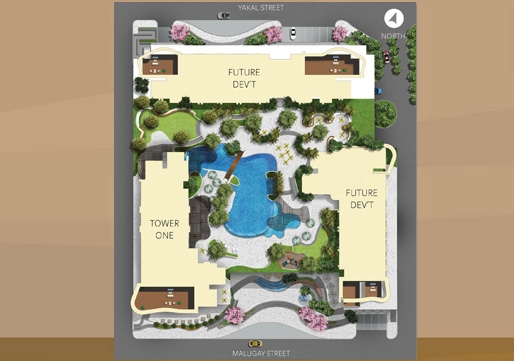 YAKAL STREET
NORTH
FUTURE
DEV'T
FUTURE
DEV'T
TOWER
ONE
MALUGAY STREET